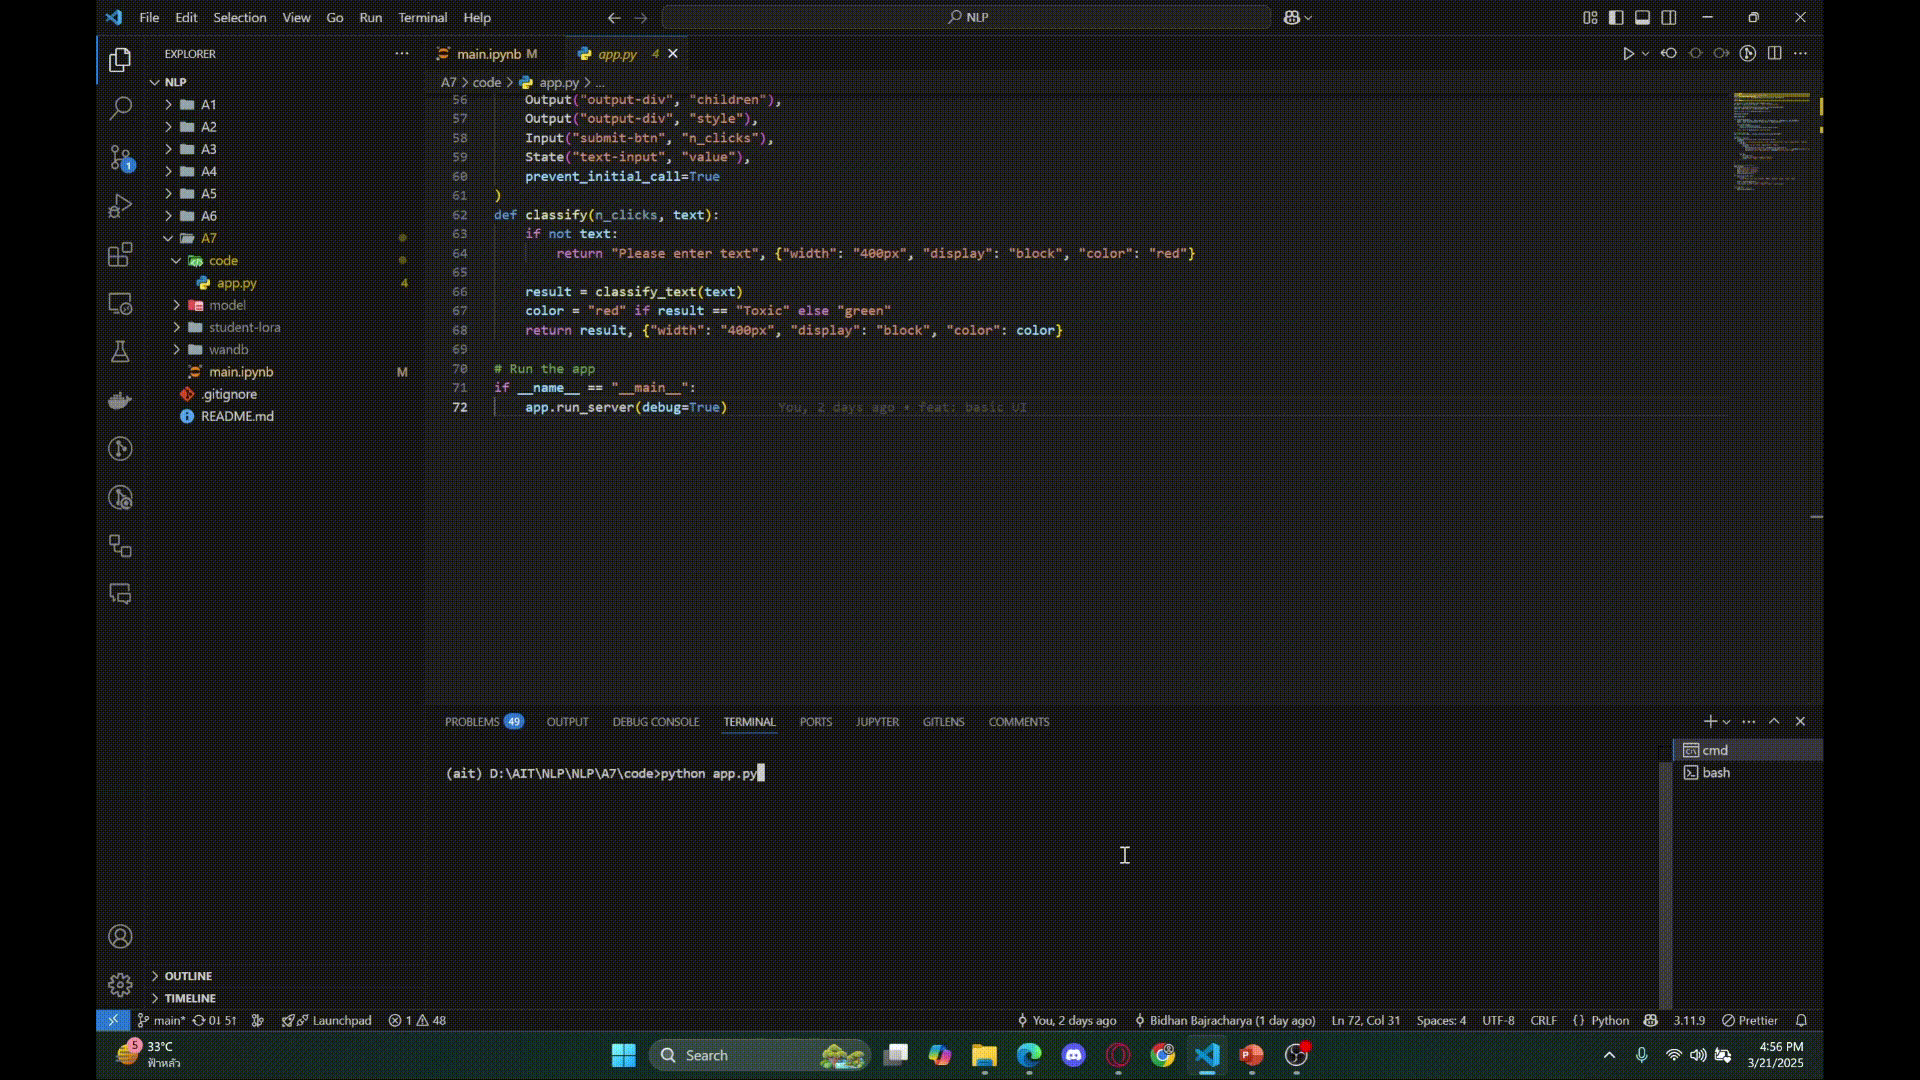 File Edit Selection View Go Run Terminal Help
NLP
EXPLORER
main.ipynb M
app.py 4
NLP
A7 > code > app.py > ...
A1
A2
A3
A4
A5
A6
A7
code
app.py 4
model
student-lora
wandb
main.ipynb M
.gitignore
README.md
56 Output("output-div", "children"),
57 Output("output-div", "style"),
58 Input("submit-btn", "n_clicks"),
59 State("text-input", "value"),
60 prevent_initial_call=True
61 )
62 def classify(n_clicks, text):
63 if not text:
64 return "Please enter text", {"width": "400px", "display": "block", "color": "red"}
65
66 result = classify_text(text)
67 color = "red" if result == "Toxic" else "green"
68 return result, {"width": "400px", "display": "block", "color": color}
69
70 # Run the app
71 if __name__ == "__main__":
72 app.run_server(debug=True) You, 2 days ago • feat: basic UI
PROBLEMS 49 OUTPUT DEBUG CONSOLE TERMINAL PORTS JUPYTER GITLENS COMMENTS
cmd
bash
(ait) D:\AIT\NLP\NLP\A7\code>python app.py
OUTLINE
TIMELINE
1
main* 0↓ 5↑ Launchpad 1 48
You, 2 days ago Bidhan Bajracharya (1 day ago) Ln 72, Col 31 Spaces: 4 UTF-8 CRLF {} Python 3.11.9 Prettier
5
33°C
ฟ้าหลัว
Search
4:56 PM
3/21/2025